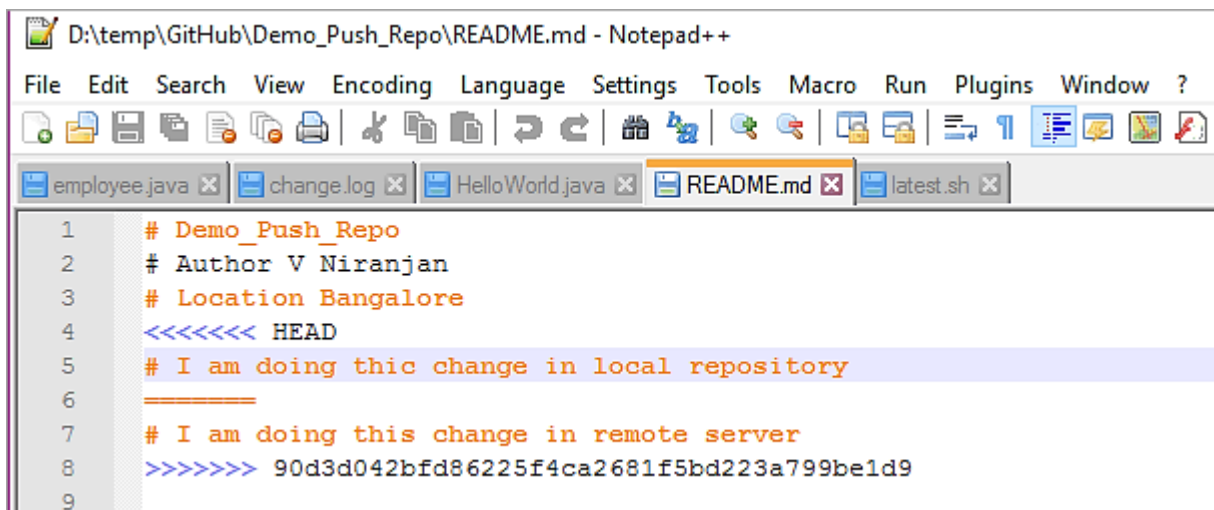 D:\temp\GitHub\Demo_Push_Repo\README.md - Notepad++
File Edit Search View Encoding Language Settings Tools Macro Run Plugins Window ?
employee.java change.log HelloWorld.java README.md latest.sh
1 # Demo_Push_Repo
2 # Author V Niranjan
3 # Location Bangalore
4 <<<<<<< HEAD
5 # I am doing thic change in local repository
6 =======
7 # I am doing this change in remote server
8 >>>>>>> 90d3d042bfd86225f4ca2681f5bd223a799be1d9
9